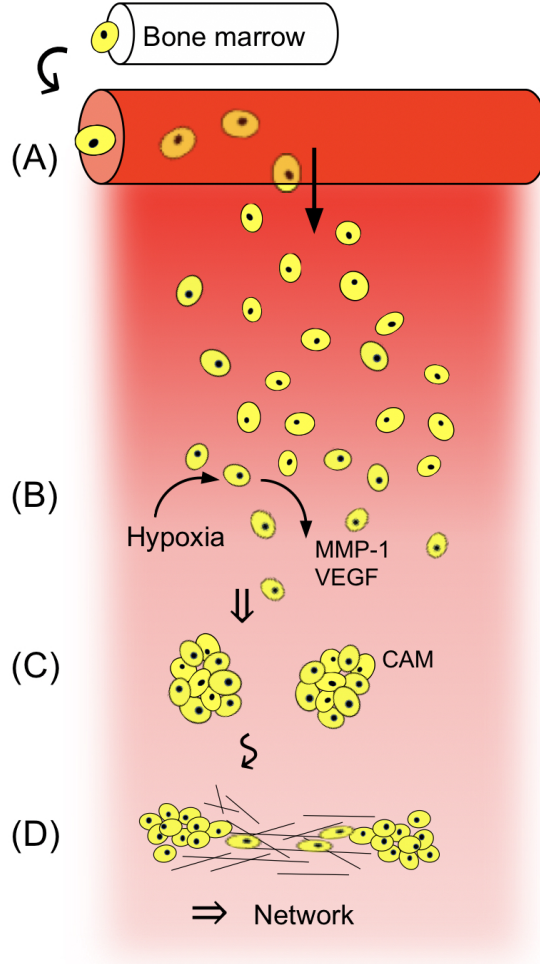 Bone marrow
(A)
(B)
Hypoxia
MMP-1
VEGF
(C)
CAM
(D)
⇒ Network